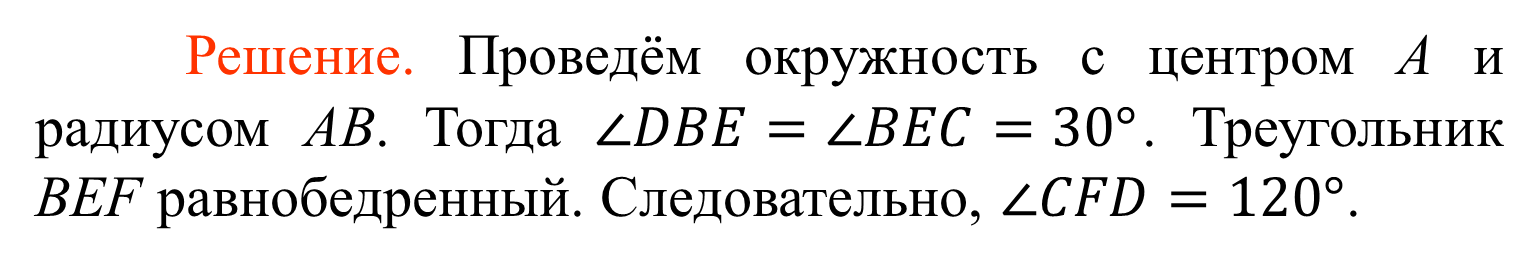 Решение. Проведём окружность с центром A и
радиусом AB. Тогда ∠DBE = ∠BEC = 30°. Треугольник
BEF равнобедренный. Следовательно, ∠CFD = 120°.